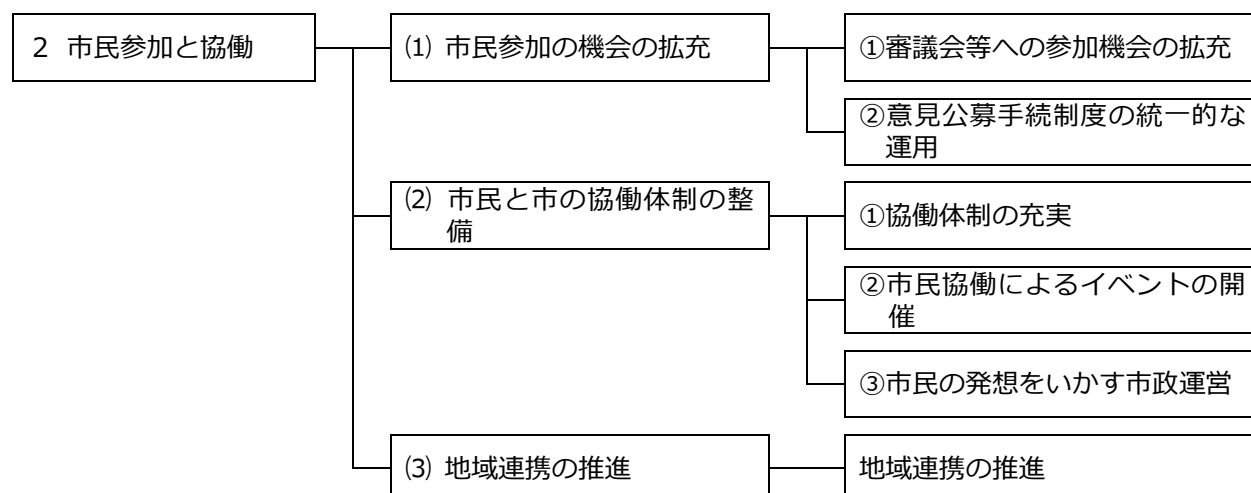 2 市民参加と協働
⑴ 市民参加の機会の拡充
①審議会等への参加機会の拡充
②意見公募手続制度の統一的な
運用
⑵ 市民と市の協働体制の整
備
①協働体制の充実
②市民協働によるイベントの開
催
③市民の発想をいかす市政運営
⑶ 地域連携の推進
地域連携の推進